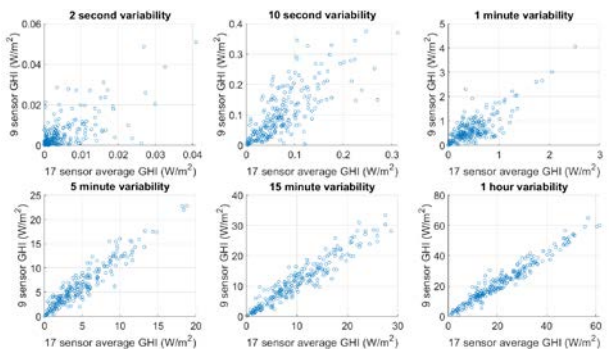 2 second variability
10 second variability
1 minute variability
9 sensor GHI (W/m²)
0.06
0.04
0.02
0
0 0.01 0.02 0.03 0.04
17 sensor average GHI (W/m²)
9 sensor GHI (W/m²)
0.4
0.3
0.2
0.1
0
0 0.1 0.2 0.3
17 sensor average GHI (W/m²)
9 sensor GHI (W/m²)
5
4
3
2
1
0
0 1 2 3
17 sensor average GHI (W/m²)
5 minute variability
15 minute variability
1 hour variability
9 sensor GHI (W/m²)
25
20
15
10
5
0
0 5 10 15 20
17 sensor average GHI (W/m²)
9 sensor GHI (W/m²)
40
30
20
10
0
0 10 20 30
17 sensor average GHI (W/m²)
9 sensor GHI (W/m²)
80
60
40
20
0
0 20 40 60
17 sensor average GHI (W/m²)